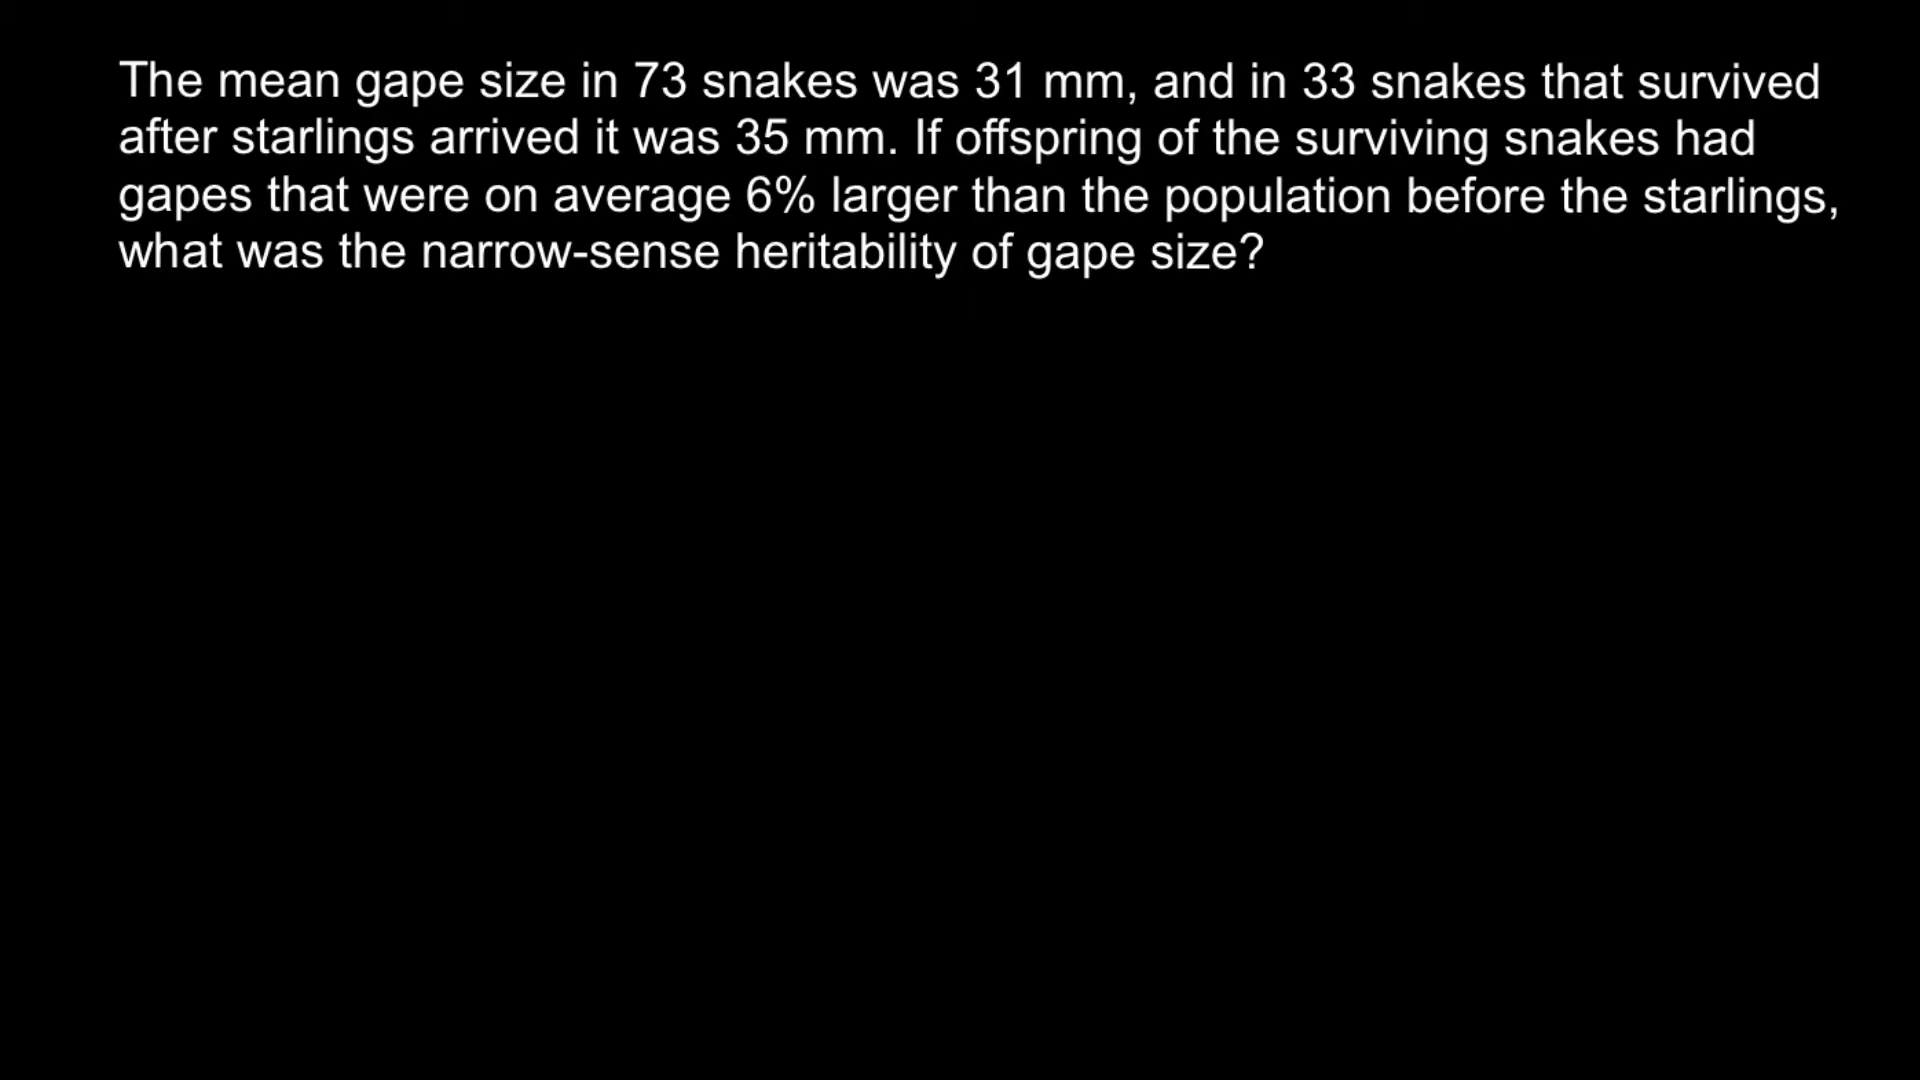 The mean gape size in 73 snakes was 31 mm, and in 33 snakes that survived
after starlings arrived it was 35 mm. If offspring of the surviving snakes had
gapes that were on average 6% larger than the population before the starlings,
what was the narrow-sense heritability of gape size?